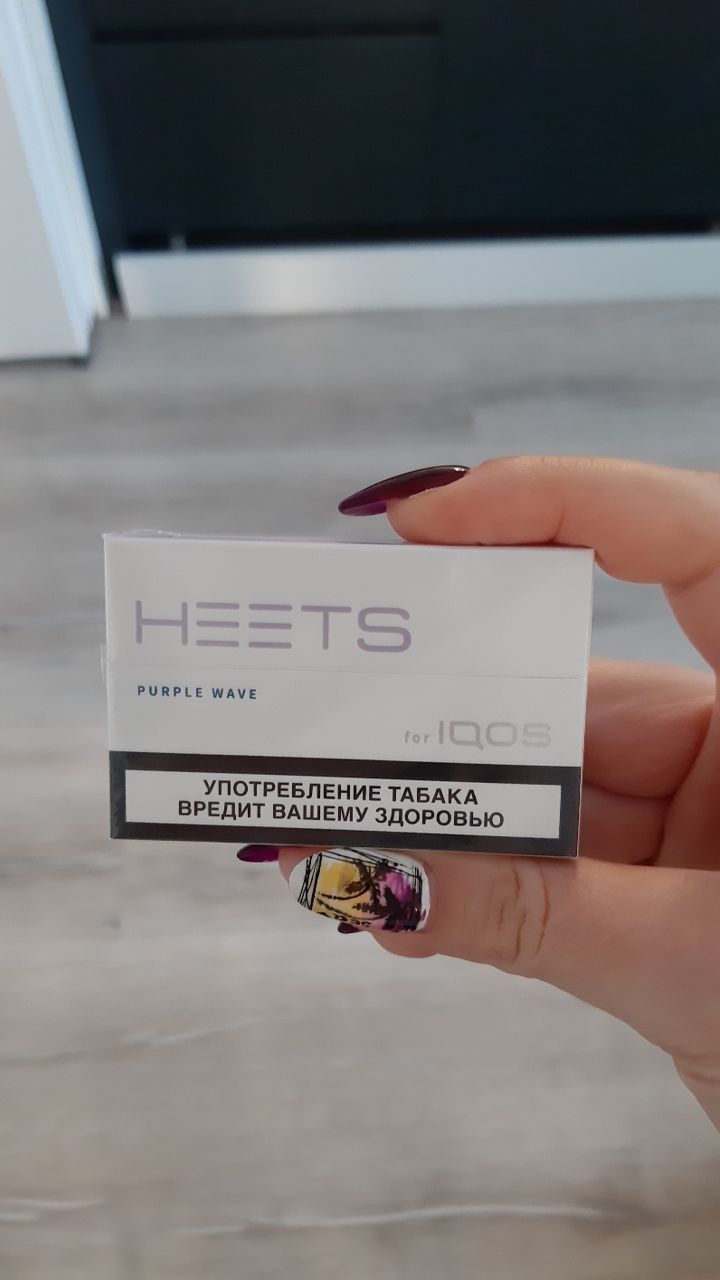 HEETS
PURPLE WAVE
for IQOS
УПОТРЕБЛЕНИЕ ТАБАКА
ВРЕДИТ ВАШЕМУ ЗДОРОВЬЮ